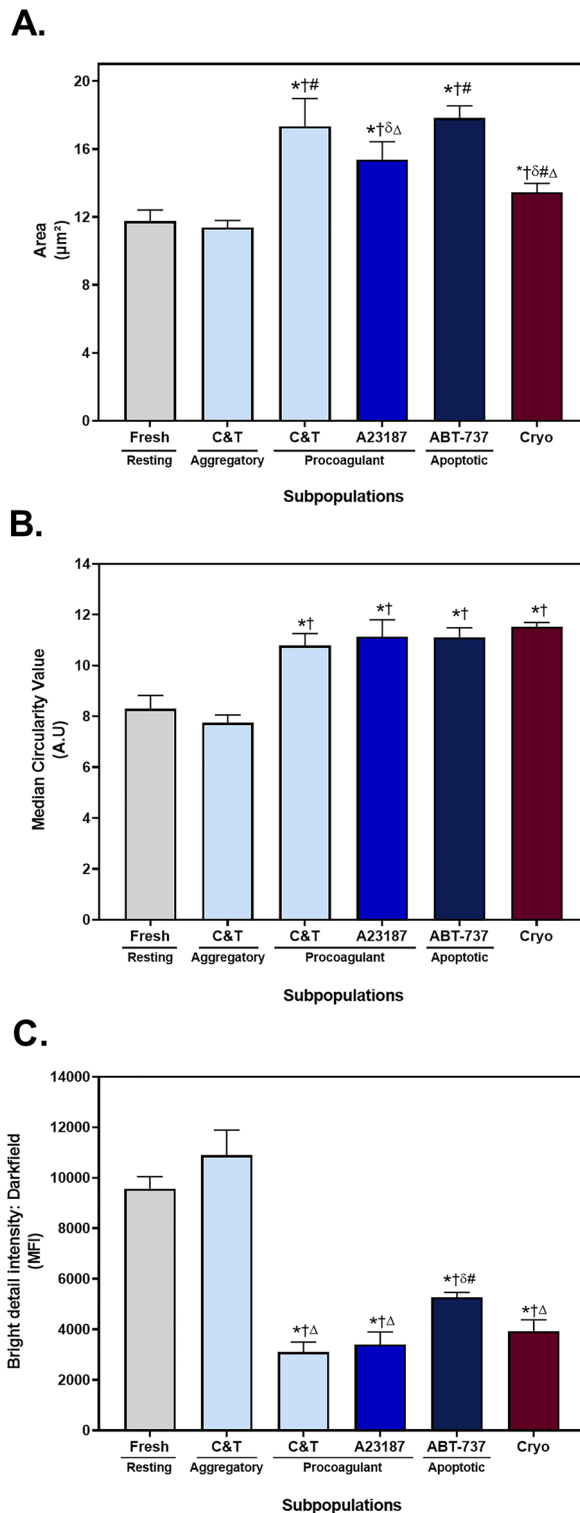 A.
20
16
12
8
4
0
Area
(µm²)
*†#
*†δΔ
*†#
*†δ#Δ
Fresh C&T C&T A23187 ABT-737 Cryo
Resting Aggregatory Procoagulant Apoptotic
Subpopulations
B.
14
12
10
8
6
4
2
0
Median Circularity Value
(A.U)
*† *† *† *†
Fresh C&T C&T A23187 ABT-737 Cryo
Resting Aggregatory Procoagulant Apoptotic
Subpopulations
C.
14000
12000
10000
8000
6000
4000
2000
0
Bright detail intensity: Darkfield
(MFI)
*†Δ *†Δ *†δ# *†Δ
Fresh C&T C&T A23187 ABT-737 Cryo
Resting Aggregatory Procoagulant Apoptotic
Subpopulations